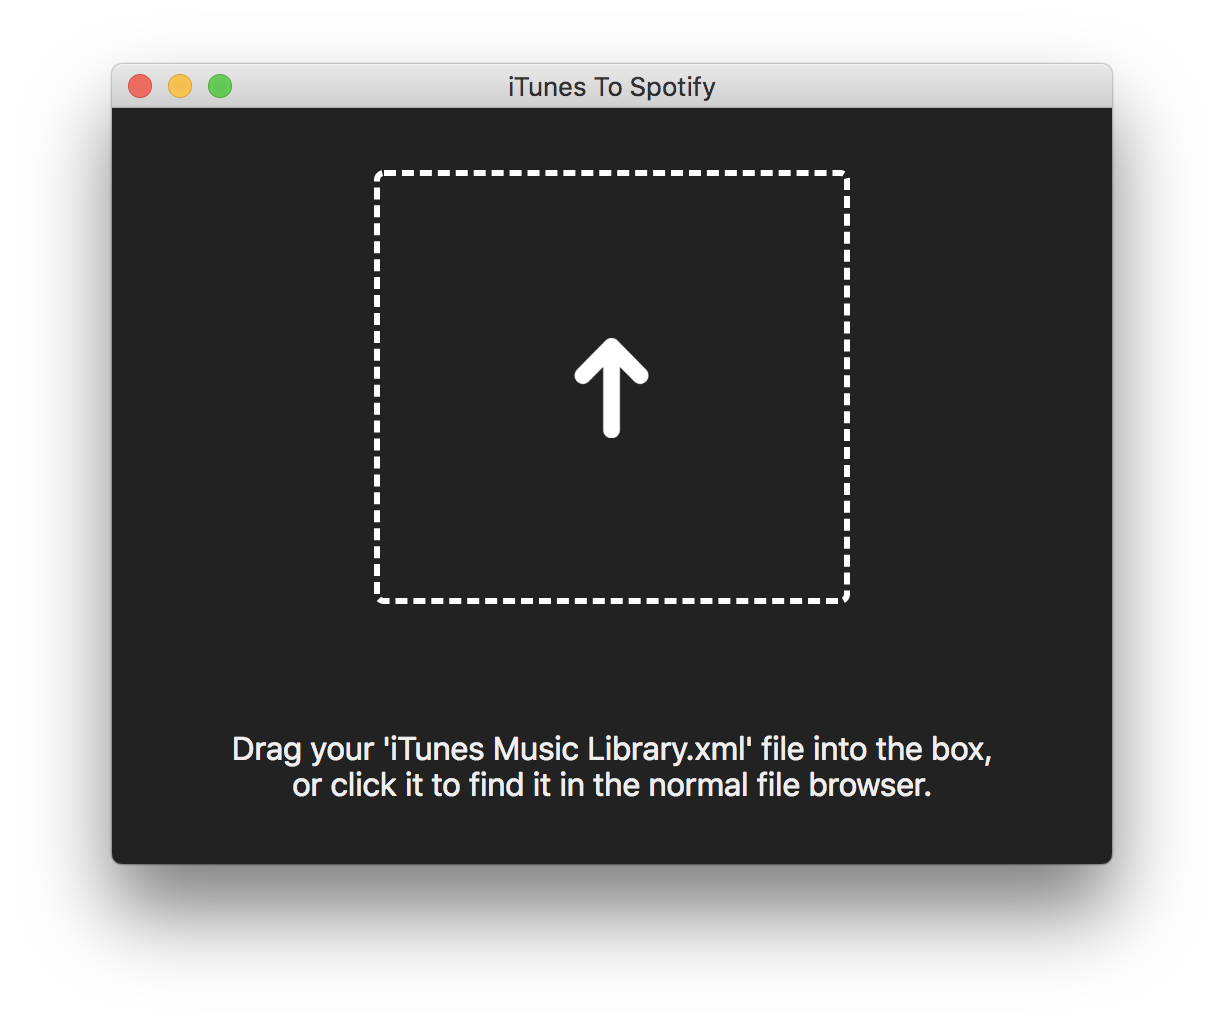 iTunes To Spotify
Drag your 'iTunes Music Library.xml' file into the box,
or click it to find it in the normal file browser.